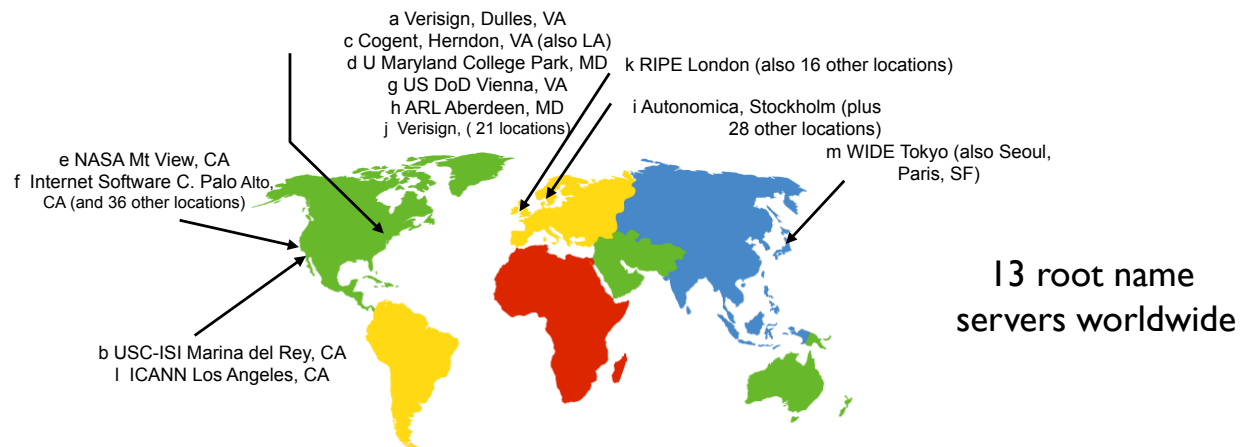 a Verisign, Dulles, VA
c Cogent, Herndon, VA (also LA)
d U Maryland College Park, MD
g US DoD Vienna, VA
h ARL Aberdeen, MD
j Verisign, ( 21 locations)
k RIPE London (also 16 other locations)
i Autonomica, Stockholm (plus
28 other locations)
m WIDE Tokyo (also Seoul,
Paris, SF)
e NASA Mt View, CA
f Internet Software C. Palo Alto,
CA (and 36 other locations)
13 root name
servers worldwide
b USC-ISI Marina del Rey, CA
l ICANN Los Angeles, CA